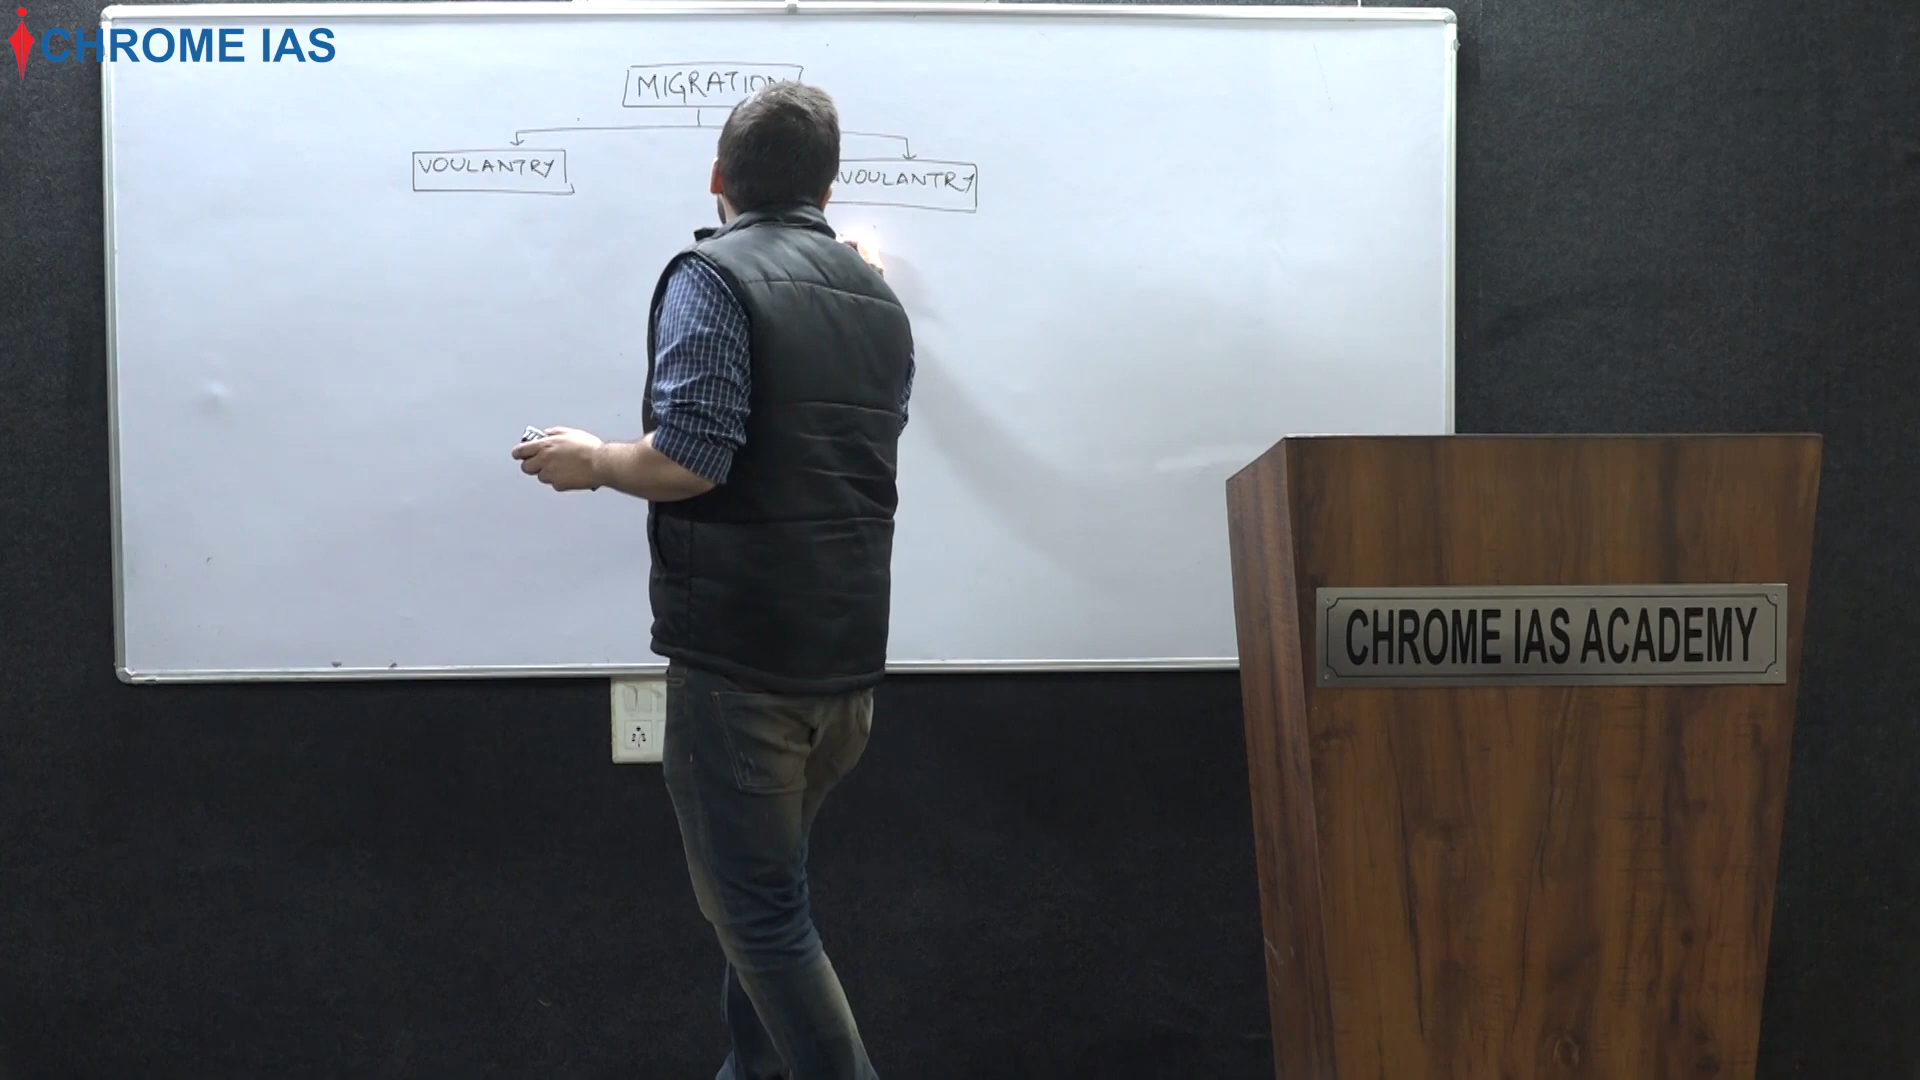 CHROME IAS
MIGRATION
VOULANTRY
VOULANTRY
CHROME IAS ACADEMY